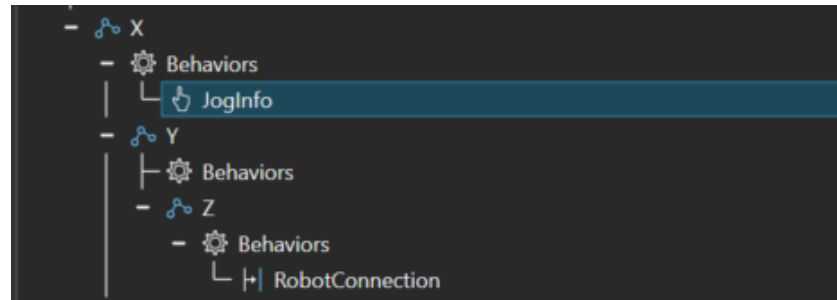 X
Behaviors
JogInfo
Y
Behaviors
Z
Behaviors
RobotConnection